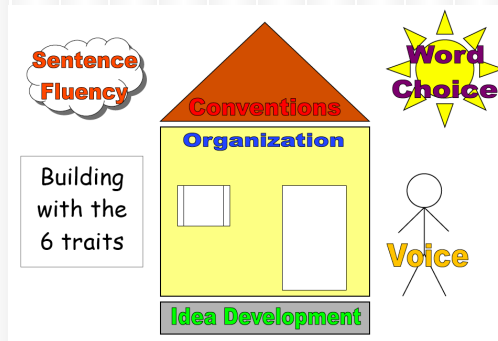 Sentence
Fluency
Word
Choice
Conventions
Organization
Building
with the
6 traits
Voice
Idea Development